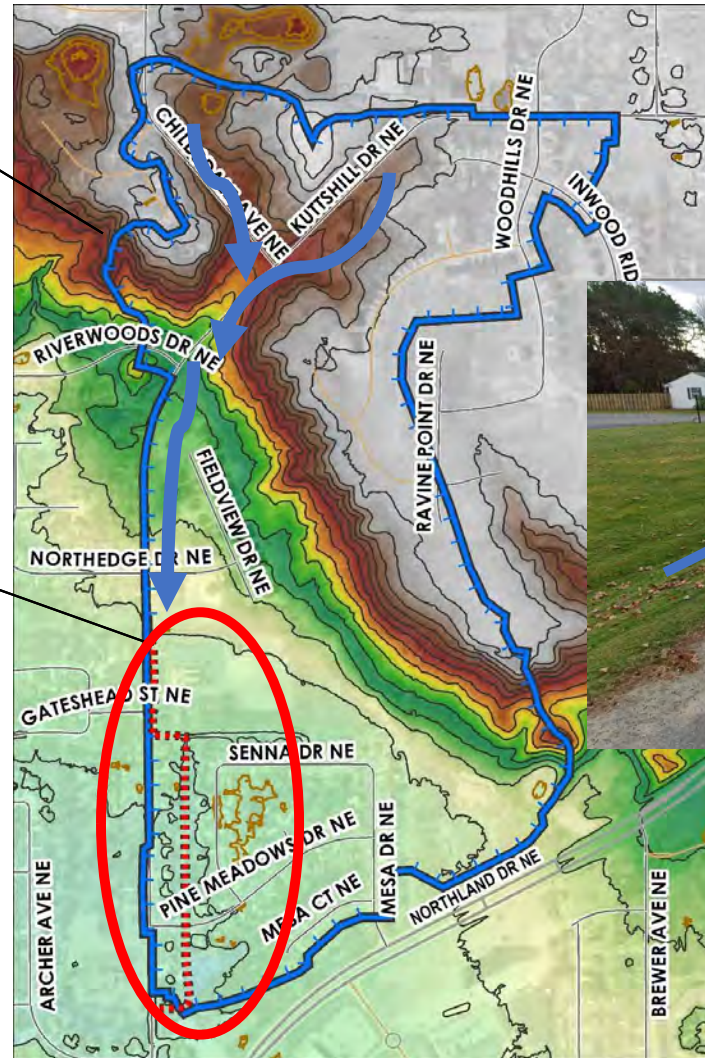 AVE NE
KUTTSHILL DR NE
WOODHILLS DR NE
INWOOD RID
RIVERWOODS DR NE
RAVINE POINT DR NE
FIELDVIEW DR NE
NORTHEDGE DR NE
GATESHEAD ST NE
SENNA DR NE
PINE MEADOWS DR NE
MESA DR NE
MESA CT NE
NORTHLAND DR NE
ARCHER AVE NE
BREWER AVE NE